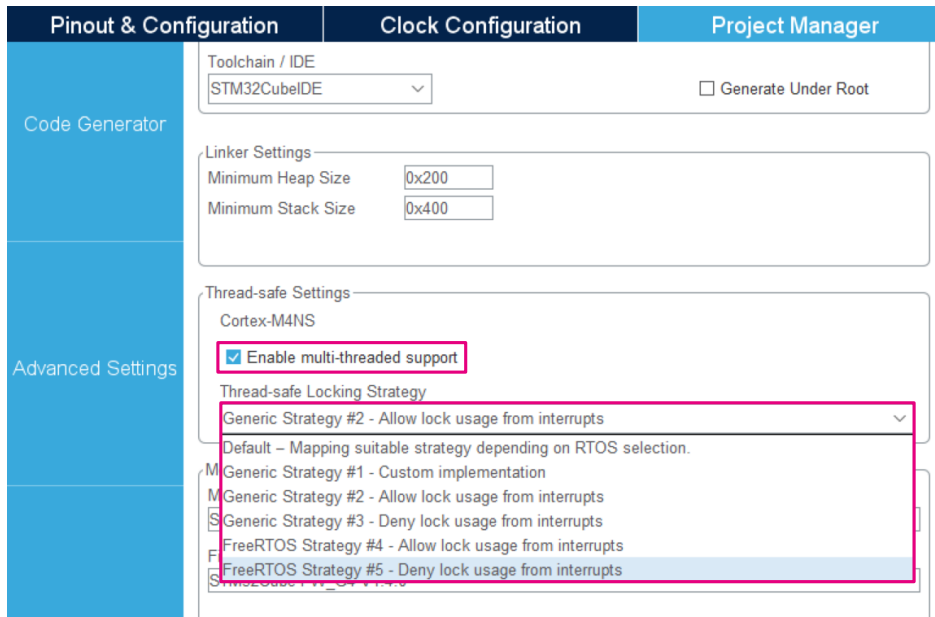 Pinout & Configuration
Clock Configuration
Project Manager
Code Generator
Advanced Settings
Toolchain / IDE
STM32CubeIDE
Generate Under Root
Linker Settings
Minimum Heap Size 0x200
Minimum Stack Size 0x400
Thread-safe Settings
Cortex-M4NS
Enable multi-threaded support
Thread-safe Locking Strategy
Generic Strategy #2 - Allow lock usage from interrupts
Default – Mapping suitable strategy depending on RTOS selection.
Generic Strategy #1 - Custom implementation
Generic Strategy #2 - Allow lock usage from interrupts
Generic Strategy #3 - Deny lock usage from interrupts
FreeRTOS Strategy #4 - Allow lock usage from interrupts
FreeRTOS Strategy #5 - Deny lock usage from interrupts